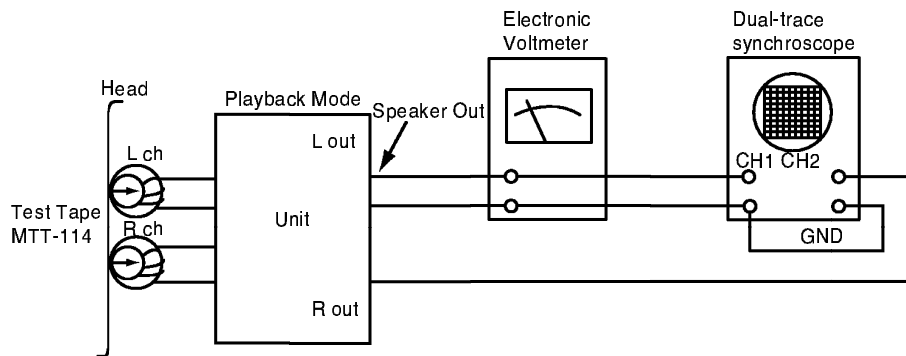 Electronic
Voltmeter
Dual-trace
synchroscope
Head
Playback Mode
Speaker Out
L out
L ch
CH1 CH2
Test Tape
MTT-114
R ch
Unit
GND
R out